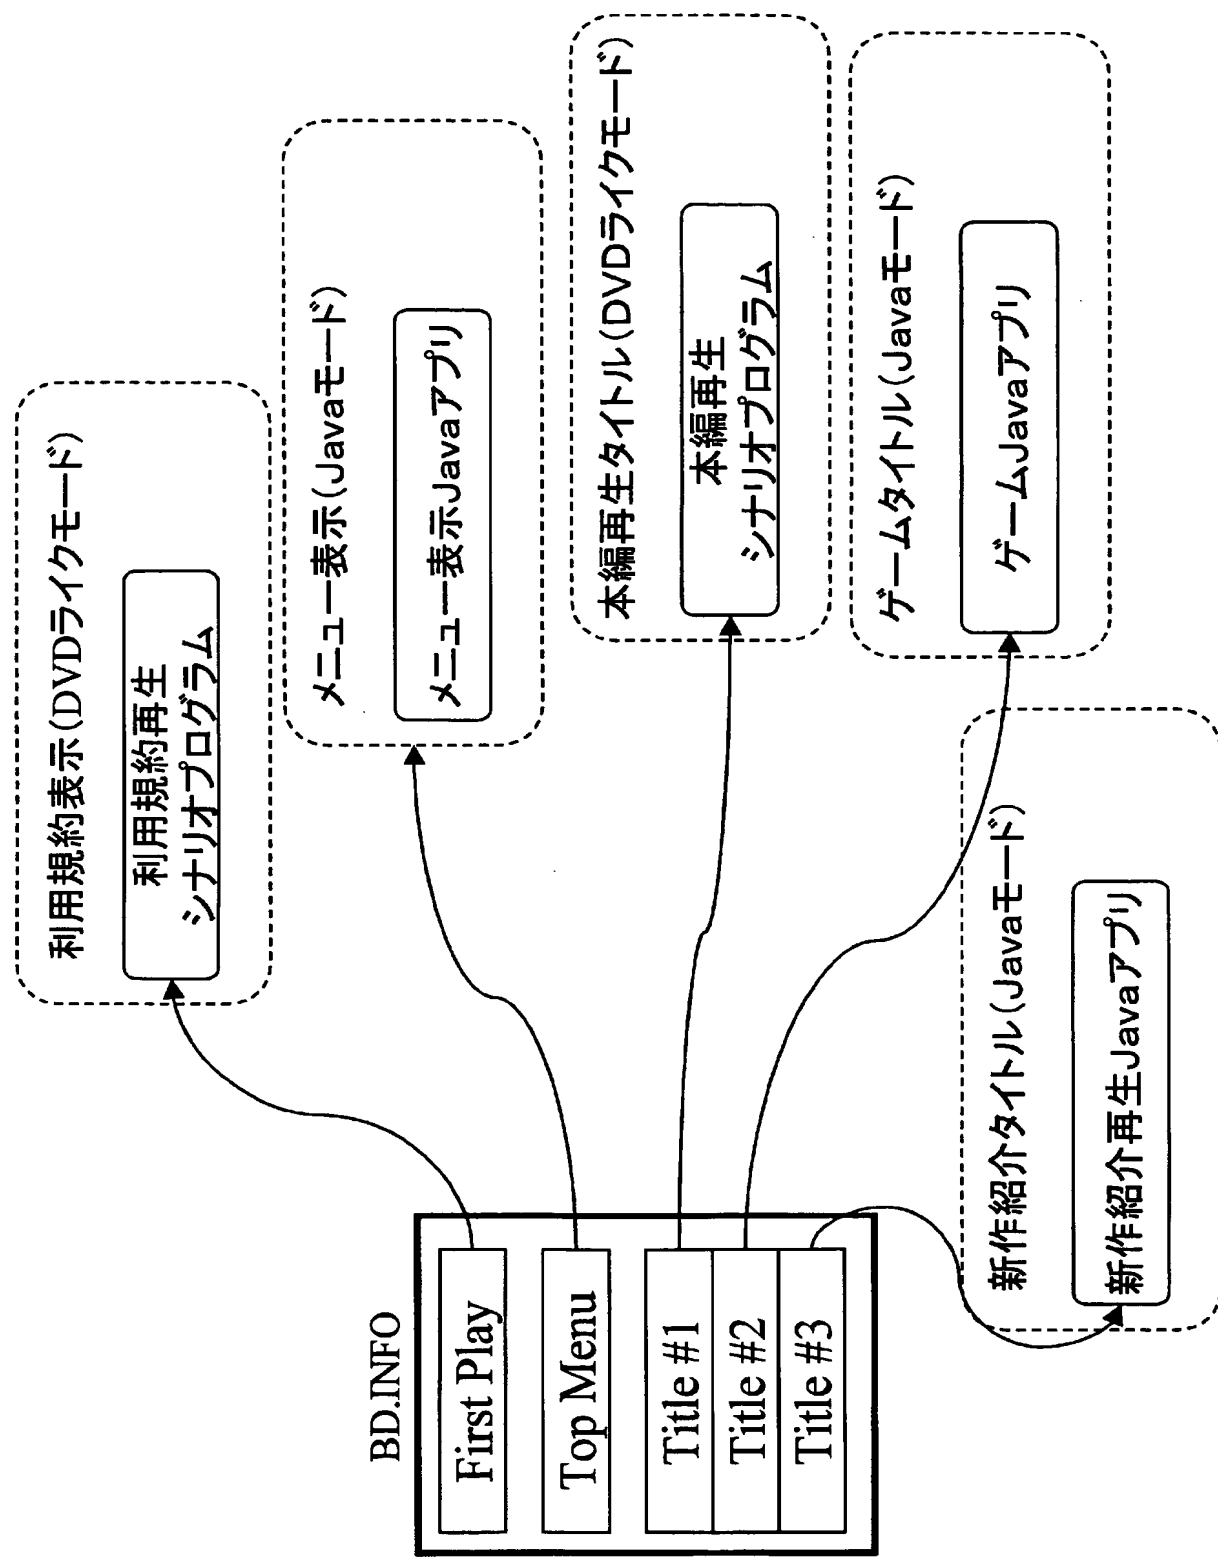 BD.INFO
First Play
Top Menu
Title #1
Title #2
Title #3
利用規約表示(DVDライクモード)
利用規約再生
シナリオプログラム
メニュー表示(Javaモード)
メニュー表示Javaアプリ
本編再生タイトル(DVDライクモード)
本編再生
シナリオプログラム
ゲームタイトル(Javaモード)
ゲームJavaアプリ
新作紹介タイトル(Javaモード)
新作紹介再生Javaアプリ